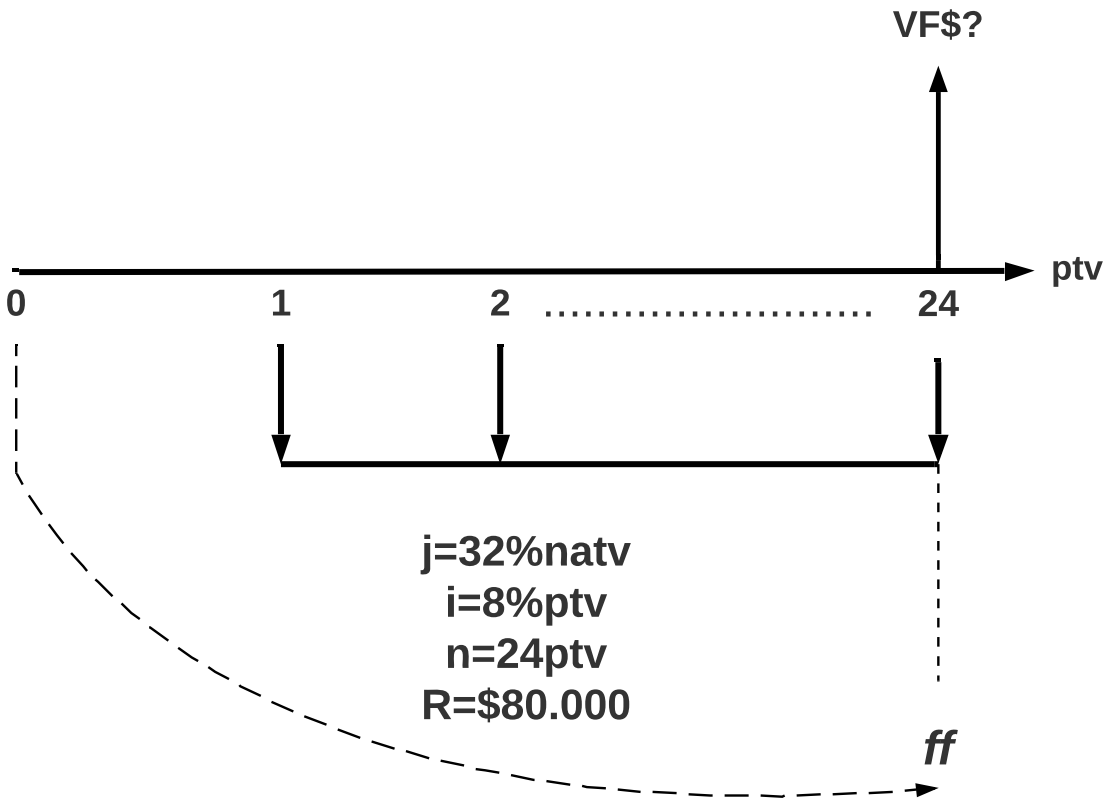 VF$?
ptv
0 1 2 ........................... 24
j=32%natv
i=8%ptv
n=24ptv
R=$80.000
ff